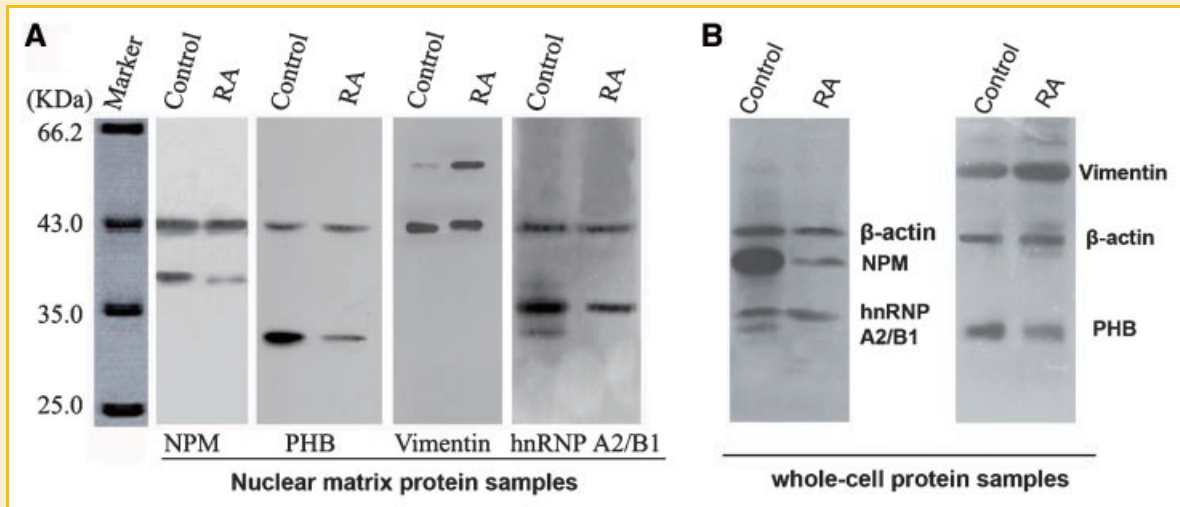 A
(KDa)
Marker
Control
RA
Control
RA
Control
RA
Control
RA
66.2
43.0
35.0
25.0
NPM
PHB
Vimentin
hnRNP A2/B1
Nuclear matrix protein samples
B
Control
RA
Control
RA
β-actin
NPM
hnRNP
A2/B1
Vimentin
β-actin
PHB
whole-cell protein samples